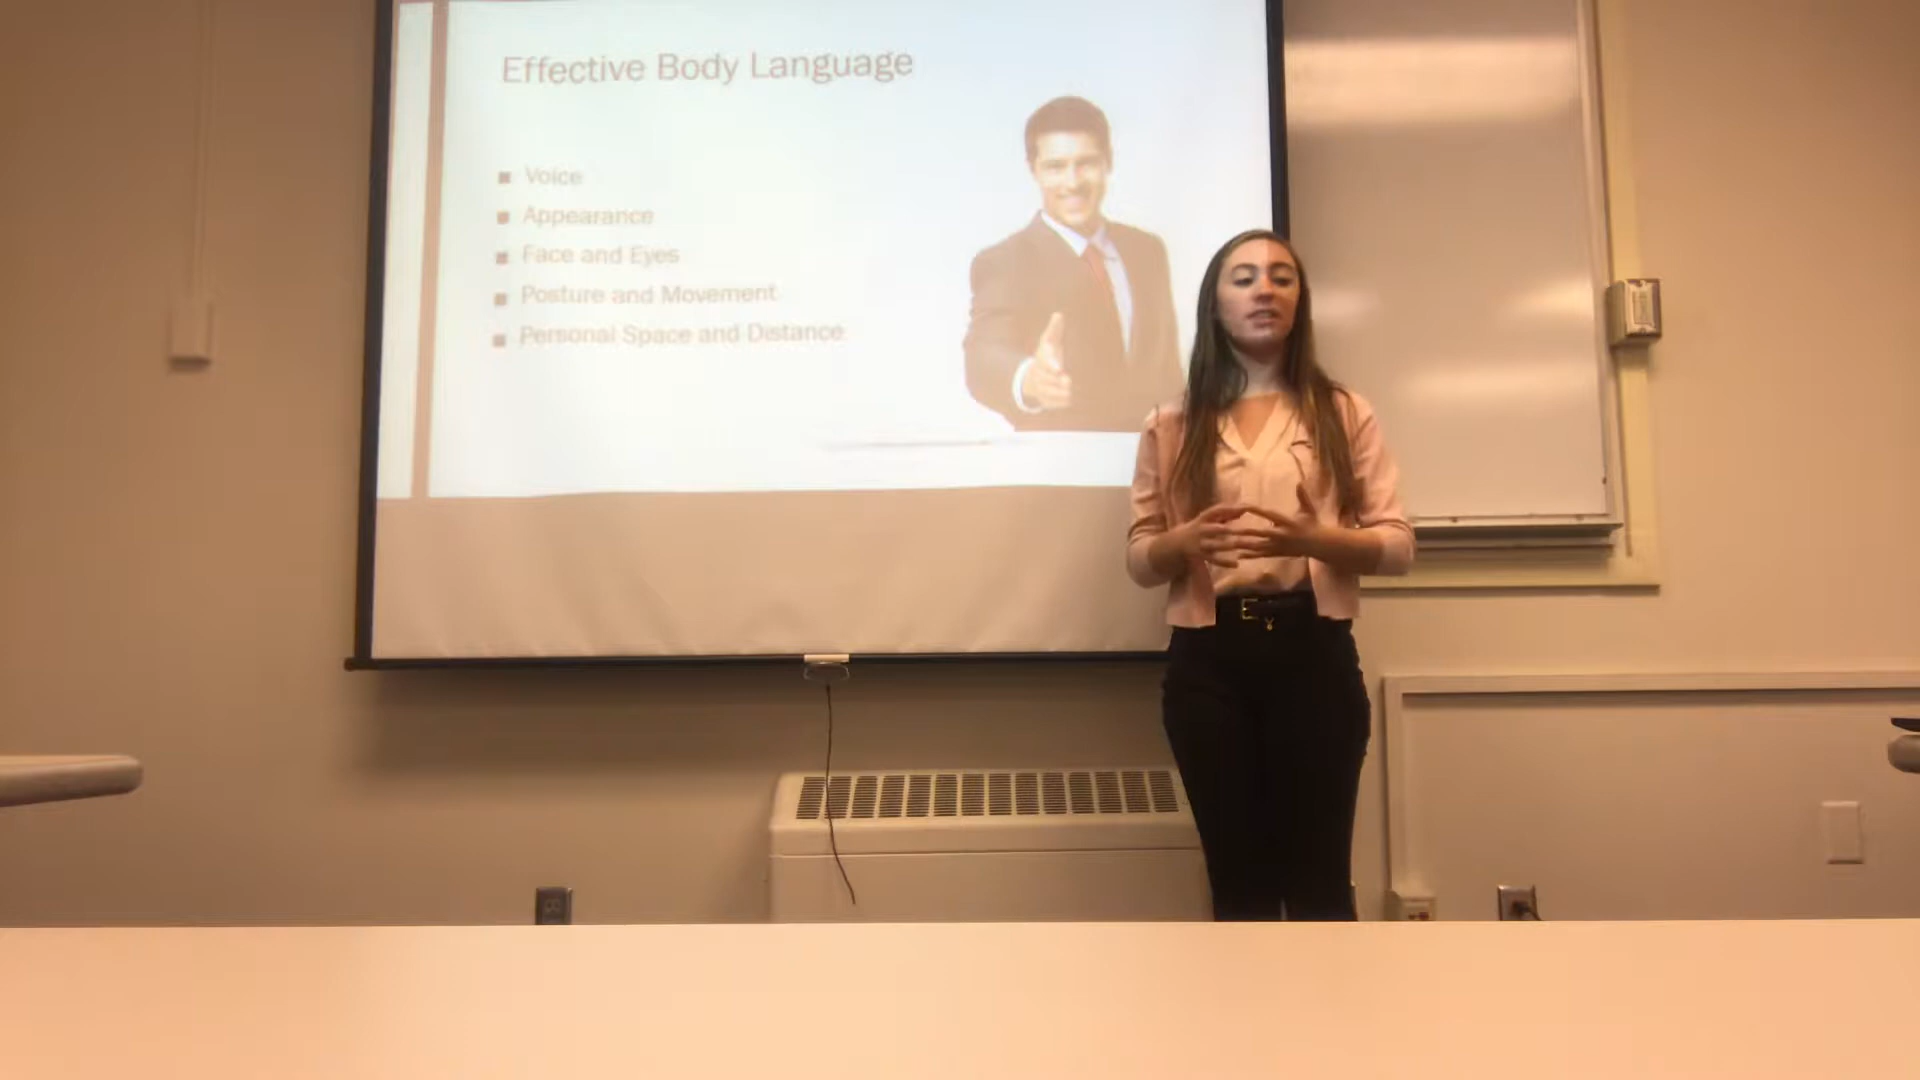 Effective Body Language
Voice
Appearance
Face and Eyes
Posture and Movement
Personal Space and Distance